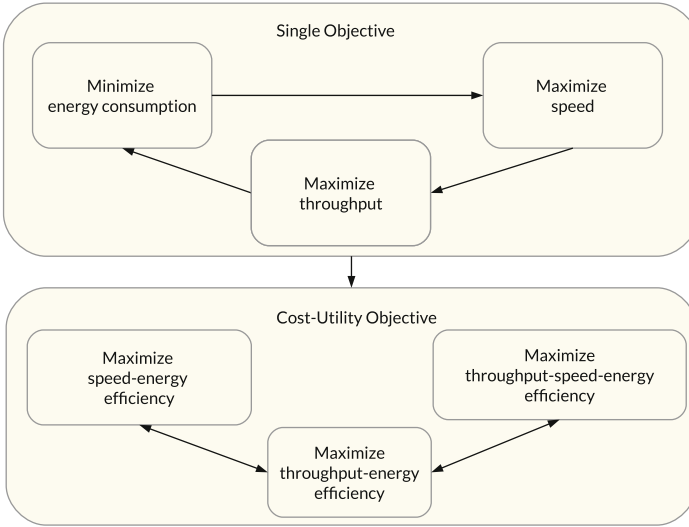 Single Objective
Minimize
energy consumption
Maximize
speed
Maximize
throughput
Cost-Utility Objective
Maximize
speed-energy
efficiency
Maximize
throughput-speed-energy
efficiency
Maximize
throughput-energy
efficiency